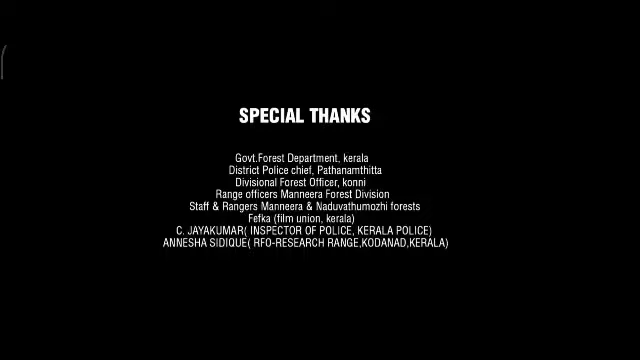 SPECIAL THANKS
Govt.Forest Department, kerala
District Police chief, Pathanamthitta
Divisional Forest Officer, konni
Range officers Manneera Forest Division
Staff & Rangers Manneera & Naduvathumozhi forests
Fefka (film union, kerala)
C. JAYAKUMAR( INSPECTOR OF POLICE, KERALA POLICE)
ANNESHA SIDIQUE( RFO-RESEARCH RANGE,KODANAD,KERALA)